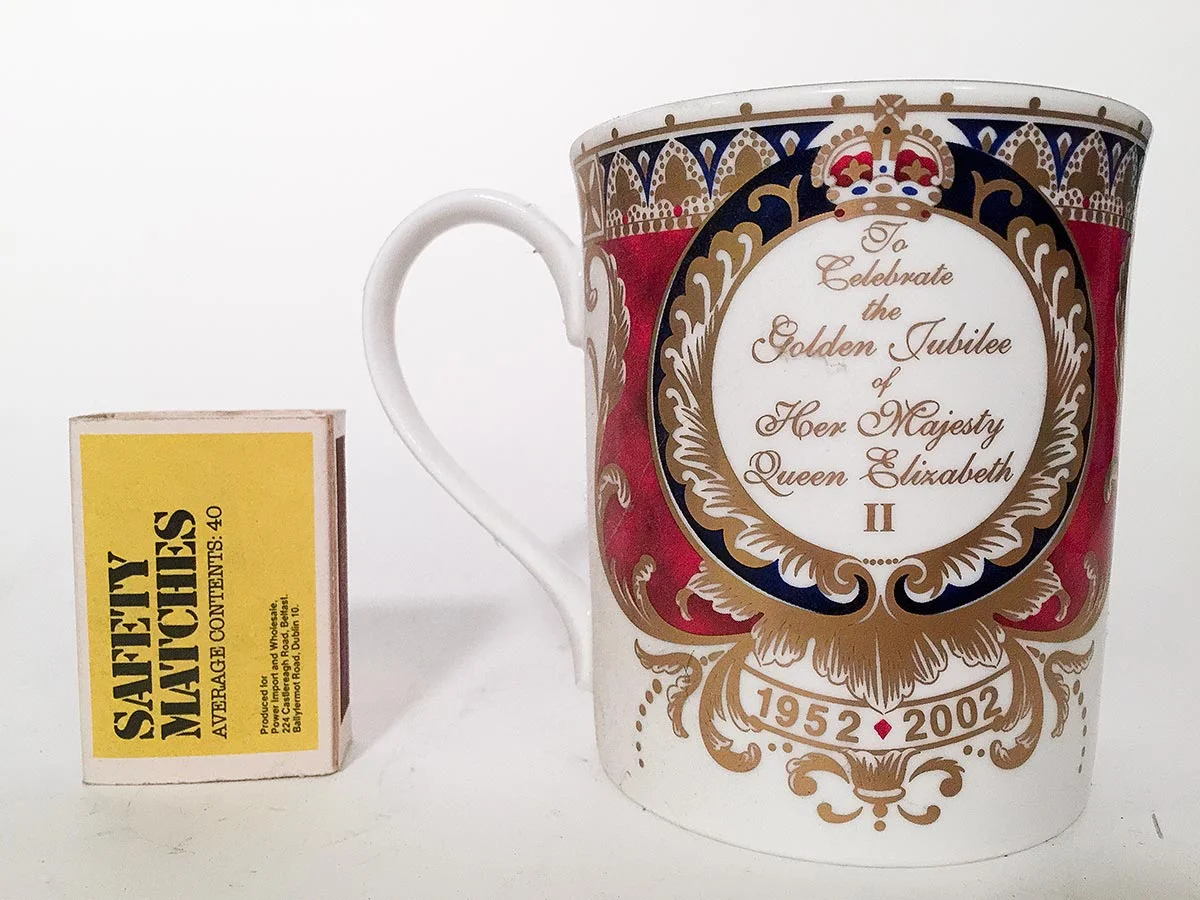 SAFETY
MATCHES
AVERAGE CONTENTS: 40
Produced for
Power Import and Wholesale,
224 Castlereagh Road, Belfast.
Ballyfermot Road, Dublin 10.
To
Celebrate
the
Golden Jubilee
of
Her Majesty
Queen Elizabeth
II
1952 2002